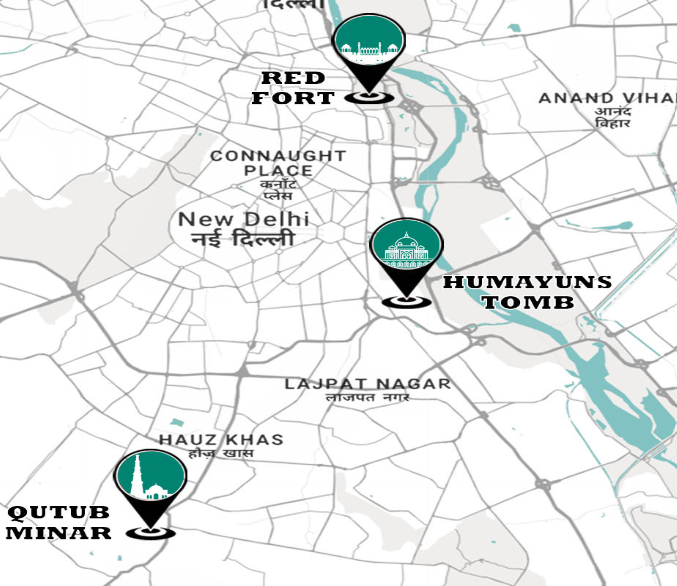 दिल्ली
RED
FORT
ANAND VIHA
आनंद
विहार
CONNAUGHT
PLACE
कनॉट
प्लेस
New Delhi
नई दिल्ली
HUMAYUNS
TOMB
LAJPAT NAGAR
लाजपत नगर
HAUZ KHAS
हौज़ खास
QUTUB
MINAR